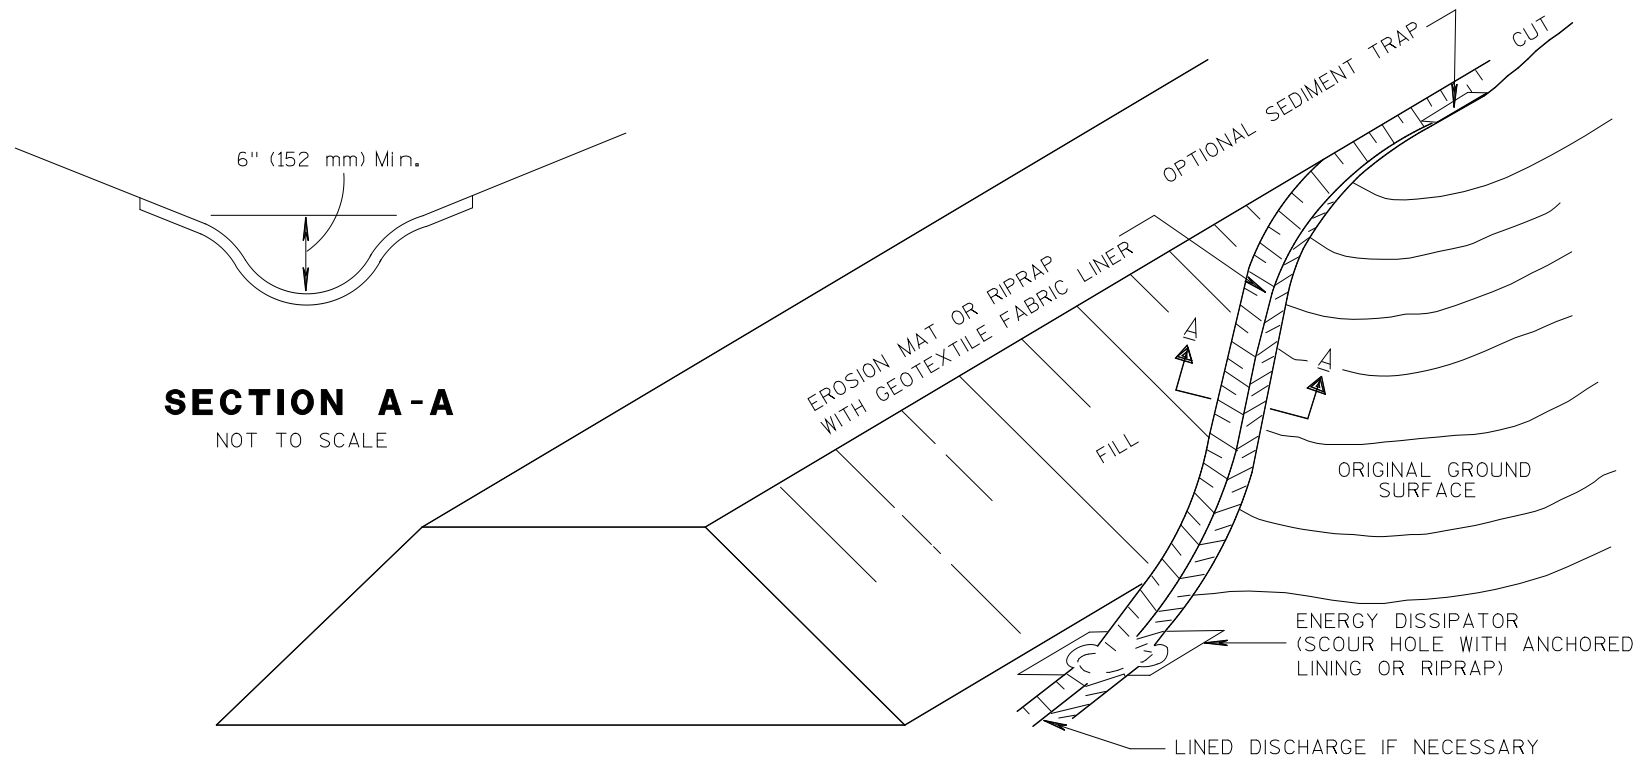 6" (152 mm) Min.
SECTION A-A
NOT TO SCALE
OPTIONAL SEDIMENT TRAP
CUT
EROSION MAT OR RIPRAP
WITH GEOTEXTILE FABRIC LINER
A
A
FILL
ORIGINAL GROUND
SURFACE
ENERGY DISSIPATOR
(SCOUR HOLE WITH ANCHORED
LINING OR RIPRAP)
LINED DISCHARGE IF NECESSARY